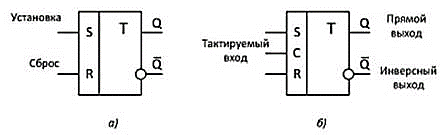 Установка
S
T
Q
Сброс
R
Q̅
а)
S
T
Q
Прямой
выход
Тактируемый
вход
C
R
Q̅
Инверсный
выход
б)